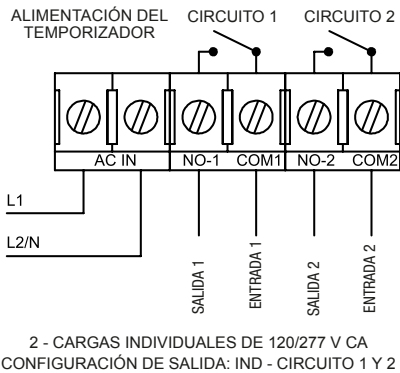 ALIMENTACIÓN DEL
TEMPORIZADOR
CIRCUITO 1
CIRCUITO 2
AC IN
NO-1
COM1
NO-2
COM2
L1
L2/N
SALIDA 1
ENTRADA 1
SALIDA 2
ENTRADA 2
2 - CARGAS INDIVIDUALES DE 120/277 V CA
CONFIGURACIÓN DE SALIDA: IND - CIRCUITO 1 Y 2